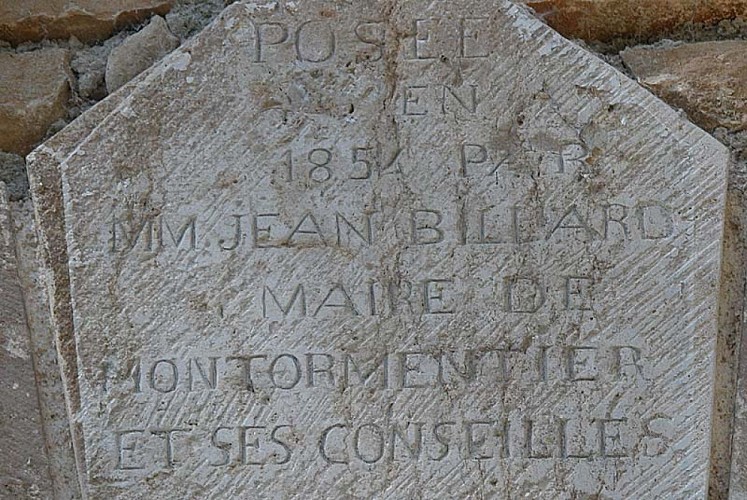 POSEE
EN
1854 PAR
MM. JEAN BILLARD
MAIRE DE
MONTORMENTIER
ET SES CONSEILLES